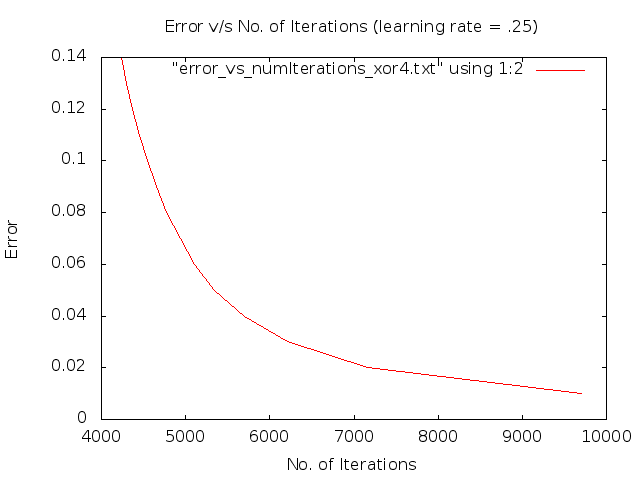 Error v/s No. of Iterations (learning rate = .25)
"error_vs_numIterations_xor4.txt" using 1:2
0.14
0.12
0.1
0.08
0.06
0.04
0.02
0
Error
4000 5000 6000 7000 8000 9000 10000
No. of Iterations